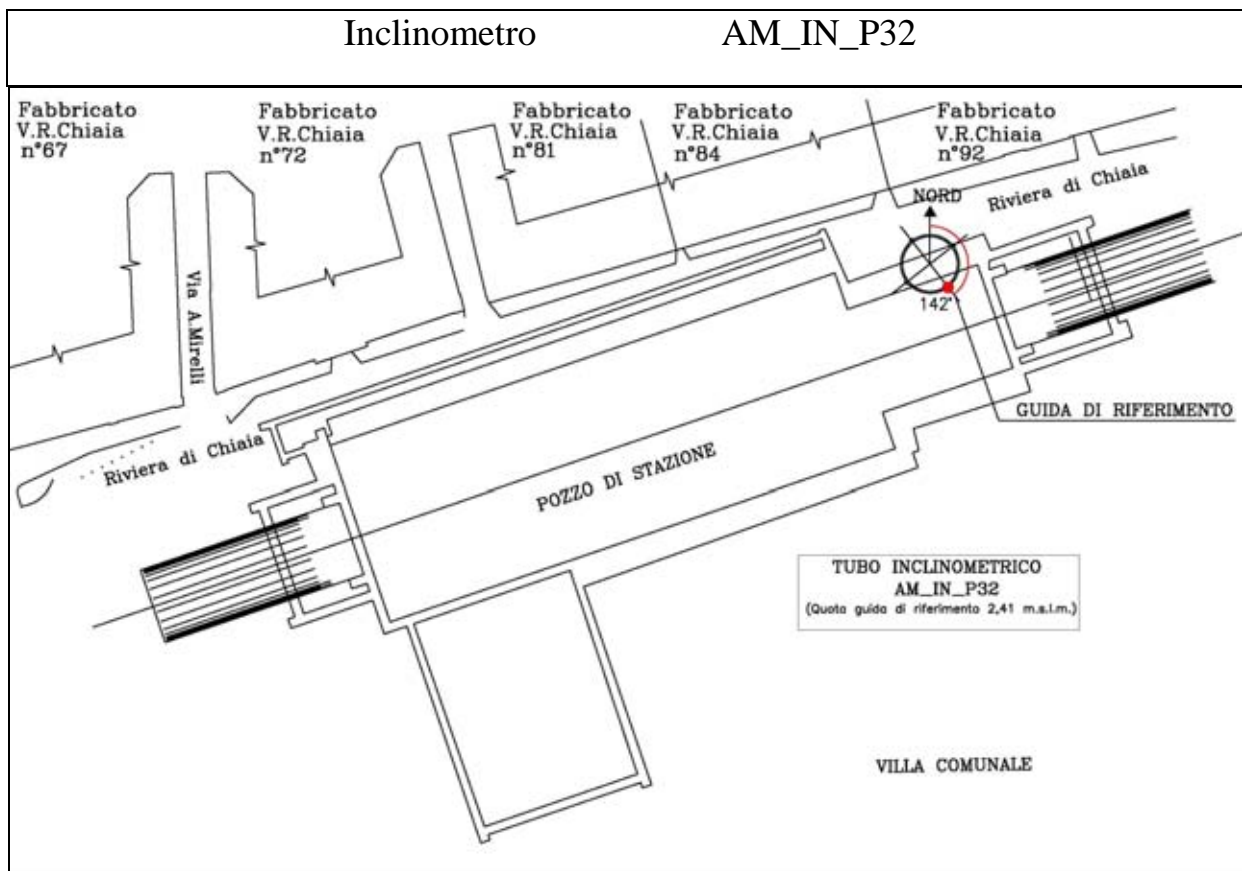 Inclinometro AM_IN_P32
Fabbricato
V.R.Chiaia
n°67
Fabbricato
V.R.Chiaia
n°72
Fabbricato
V.R.Chiaia
n°81
Fabbricato
V.R.Chiaia
n°84
Fabbricato
V.R.Chiaia
n°92
NORD
Riviera di Chiaia
142°
Via A.Mirelli
GUIDA DI RIFERIMENTO
Riviera di Chiaia
POZZO DI STAZIONE
TUBO INCLINOMETRICO
AM_IN_P32
(Quota guida di riferimento 2,41 m.s.l.m.)
VILLA COMUNALE